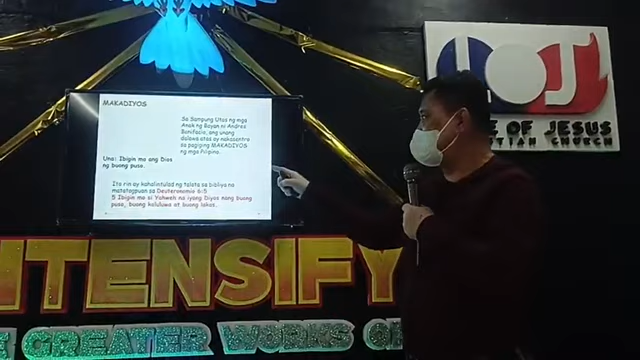 MAKADIYOS
Sa Sampung Utos ng mga
Anak ng Bayan ni Andres
Bonifacio, ang unang
dalawa atas ay nakasentro
sa pagiging MAKADIYOS
ng mga Pilipino.
Una: Ibigin mo ang Dios
ng buong puso.
Ito rin ay kahalintulad ng talata sa bibliya na
matatagpuan sa Deuteronomio 6:5
5 Ibigin mo si Yahweh na iyong Diyos nang buong
puso, buong kaluluwa at buong lakas.
OJ
OF JESUS
CHURCH
INTENSIFY
GREATER WORKS